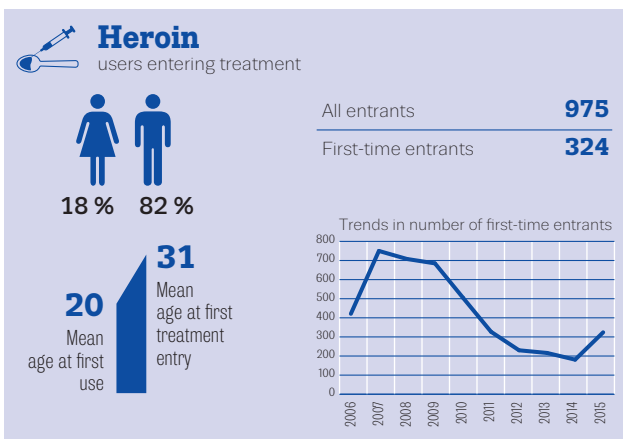 Heroin
users entering treatment
18 % 82 %
20
Mean
age at first
use
31
Mean
age at first
treatment
entry
All entrants 975
First-time entrants 324
Trends in number of first-time entrants
800
700
600
500
400
300
200
100
0
2006 2007 2008 2009 2010 2011 2012 2013 2014 2015